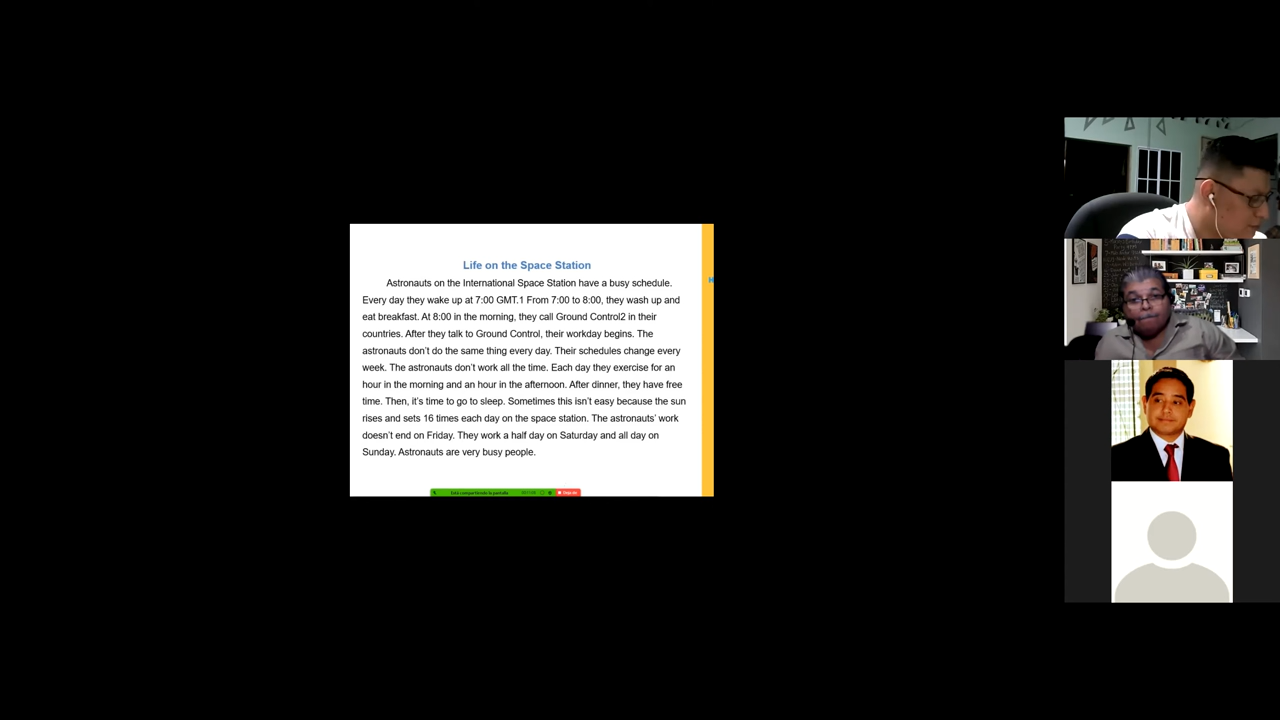 Life on the Space Station
Astronauts on the International Space Station have a busy schedule.
Every day they wake up at 7:00 GMT.1 From 7:00 to 8:00, they wash up and
eat breakfast. At 8:00 in the morning, they call Ground Control2 in their
countries. After they talk to Ground Control, their workday begins. The
astronauts don't do the same thing every day. Their schedules change every
week. The astronauts don't work all the time. Each day they exercise for an
hour in the morning and an hour in the afternoon. After dinner, they have free
time. Then, it's time to go to sleep. Sometimes this isn't easy because the sun
rises and sets 16 times each day on the space station. The astronauts' work
doesn't end on Friday. They work a half day on Saturday and all day on
Sunday. Astronauts are very busy people.
H
Está compartiendo la pantalla